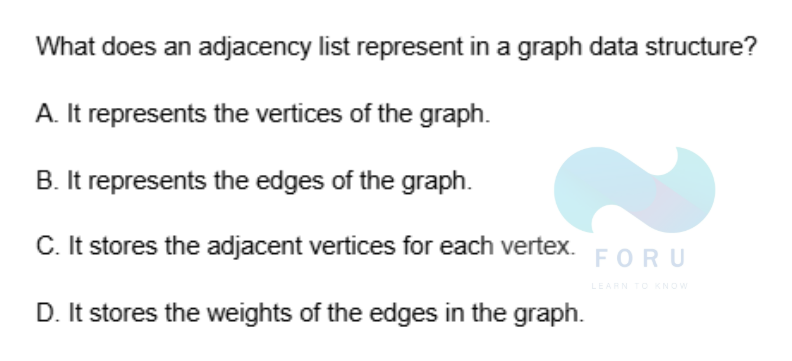 What does an adjacency list represent in a graph data structure?
A. It represents the vertices of the graph.
B. It represents the edges of the graph.
C. It stores the adjacent vertices for each vertex.
FORU
LEARN TO KNOW
D. It stores the weights of the edges in the graph.